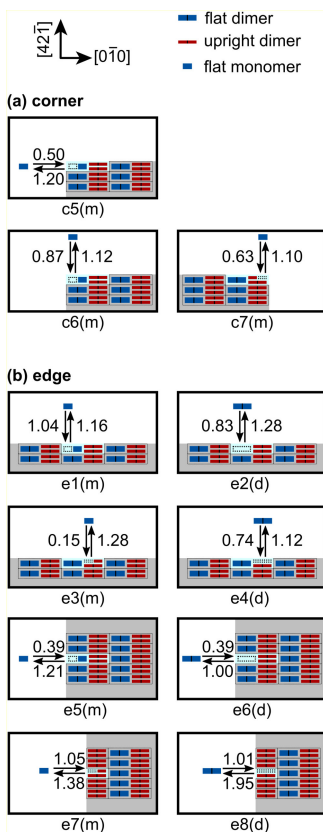 [421̅]
[01̅0]
flat dimer
upright dimer
flat monomer
(a) corner
0.50
1.20
c5(m)
0.87 1.12
c6(m)
0.63 1.10
c7(m)
(b) edge
1.04 1.16
e1(m)
0.83 1.28
e2(d)
0.15 1.28
e3(m)
0.74 1.12
e4(d)
0.39
1.21
e5(m)
0.39
1.00
e6(d)
1.05
1.38
e7(m)
1.01
1.95
e8(d)